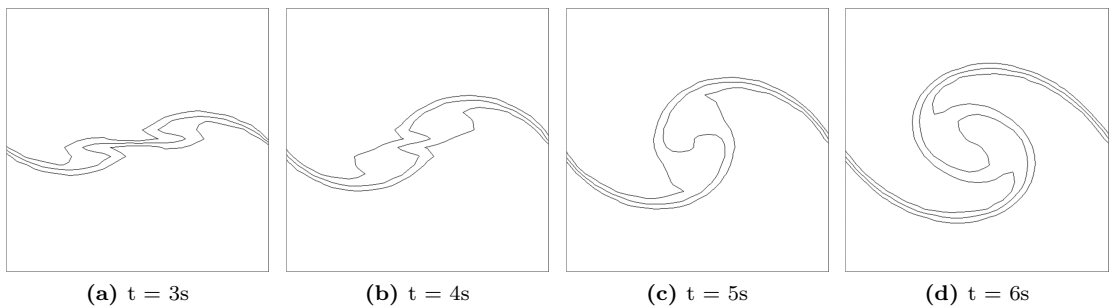 (a) t = 3s
(b) t = 4s
(c) t = 5s
(d) t = 6s